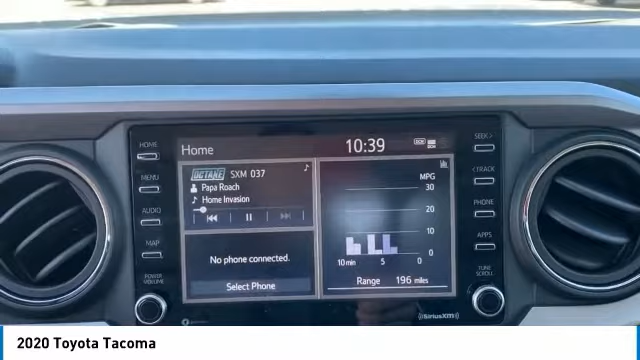 HOME
MENU
AUDIO
MAP
POWER
VOLUME
Home
10:39
OCTANE SXM 037
Papa Roach
Home Invasion
No phone connected.
Select Phone
MPG
30
20
10
0
0
10 min 5
Range 196 miles
SEEK >
< TRACK
PHONE
APPS
TUNE
SCROLL
SiriusXM
2020 Toyota Tacoma